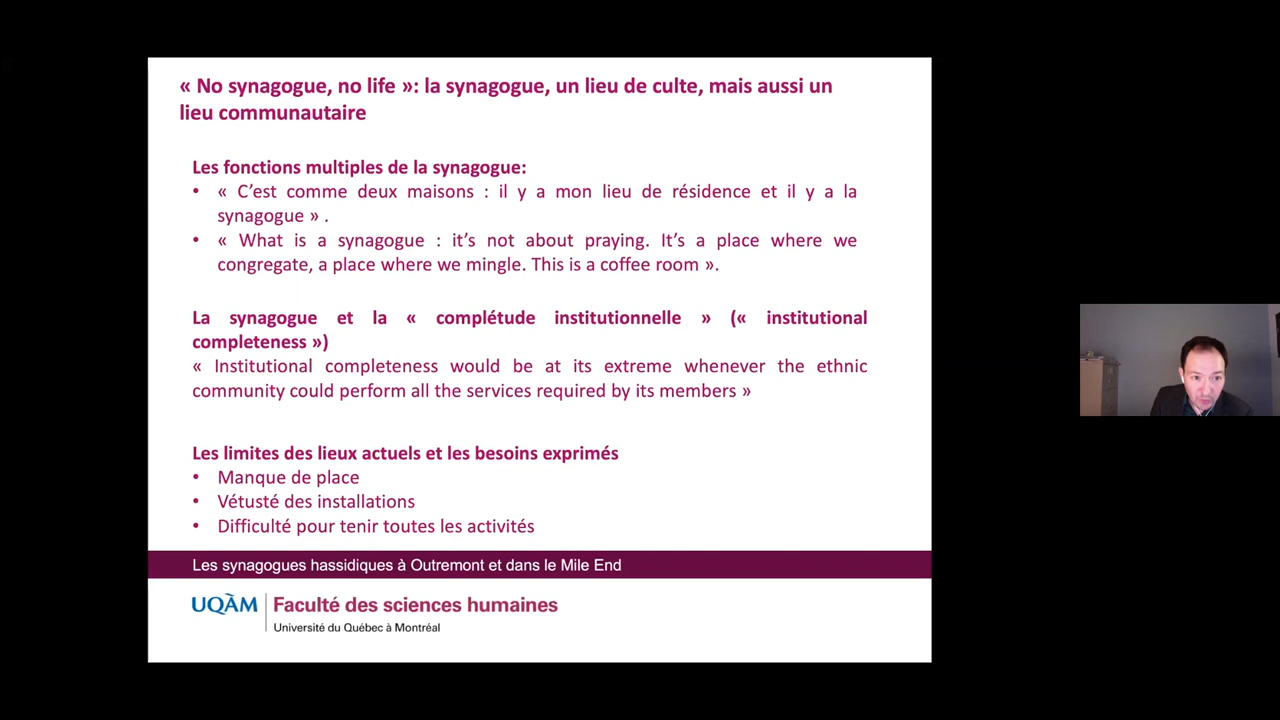 « No synagogue, no life »: la synagogue, un lieu de culte, mais aussi un
lieu communautaire
Les fonctions multiples de la synagogue:
• « C’est comme deux maisons : il y a mon lieu de résidence et il y a la
synagogue » .
• « What is a synagogue : it’s not about praying. It’s a place where we
congregate, a place where we mingle. This is a coffee room ».
La synagogue et la « complétude institutionnelle » (« institutional
completeness »)
« Institutional completeness would be at its extreme whenever the ethnic
community could perform all the services required by its members »
Les limites des lieux actuels et les besoins exprimés
• Manque de place
• Vétusté des installations
• Difficulté pour tenir toutes les activités
Les synagogues hassidiques à Outremont et dans le Mile End
UQÀM Faculté des sciences humaines
Université du Québec à Montréal